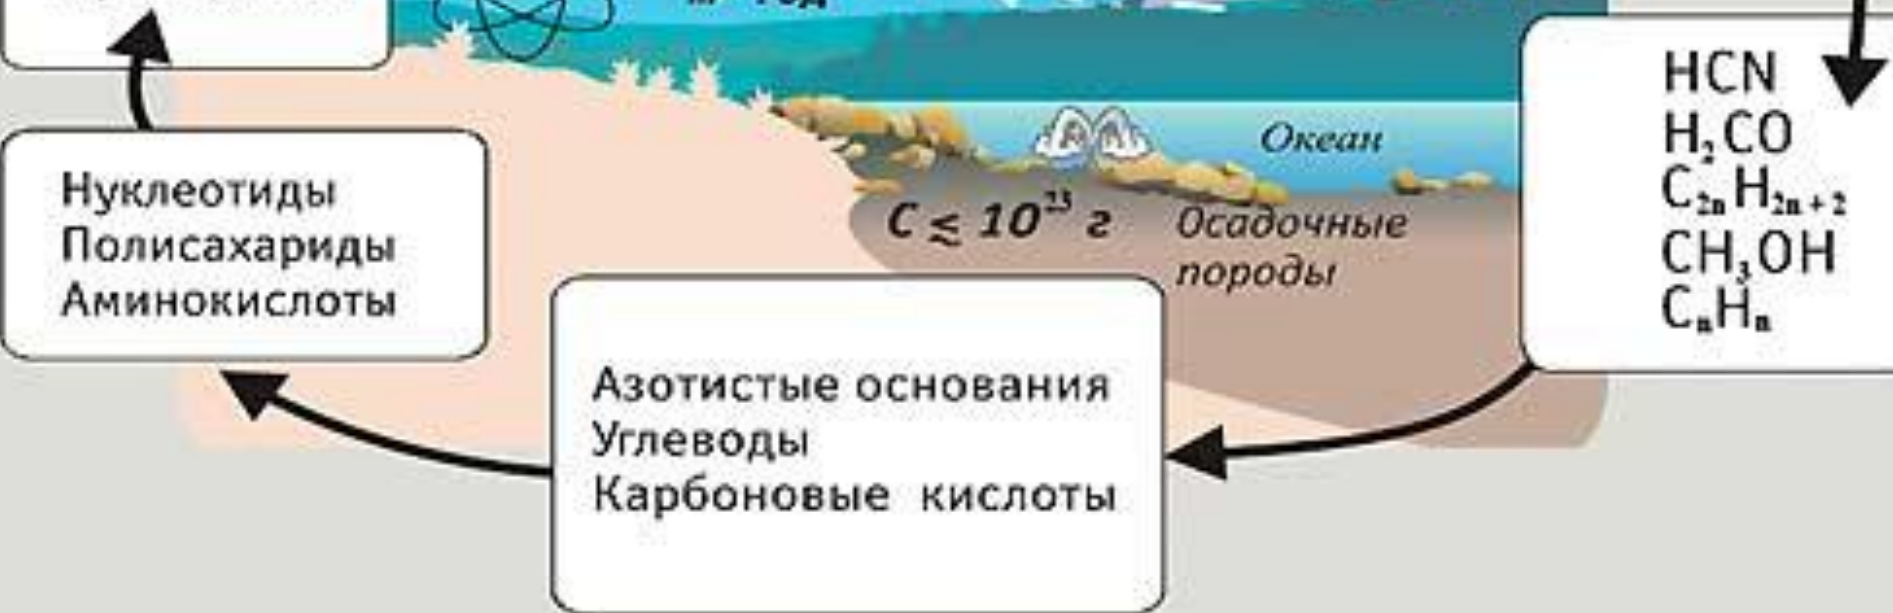 HCN
H₂CO
C₂ₙH₂ₙ₊₂
CH₃OH
CₙHₙ
Океан
C ≲ 10²³ г
Осадочные
породы
Нуклеотиды
Полисахариды
Аминокислоты
Азотистые основания
Углеводы
Карбоновые кислоты